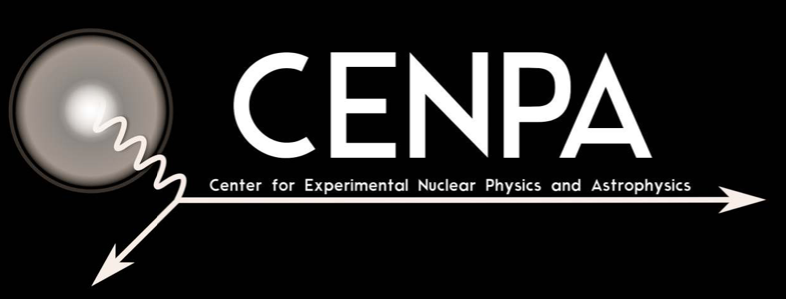 CENPA
Center for Experimental Nuclear Physics and Astrophysics